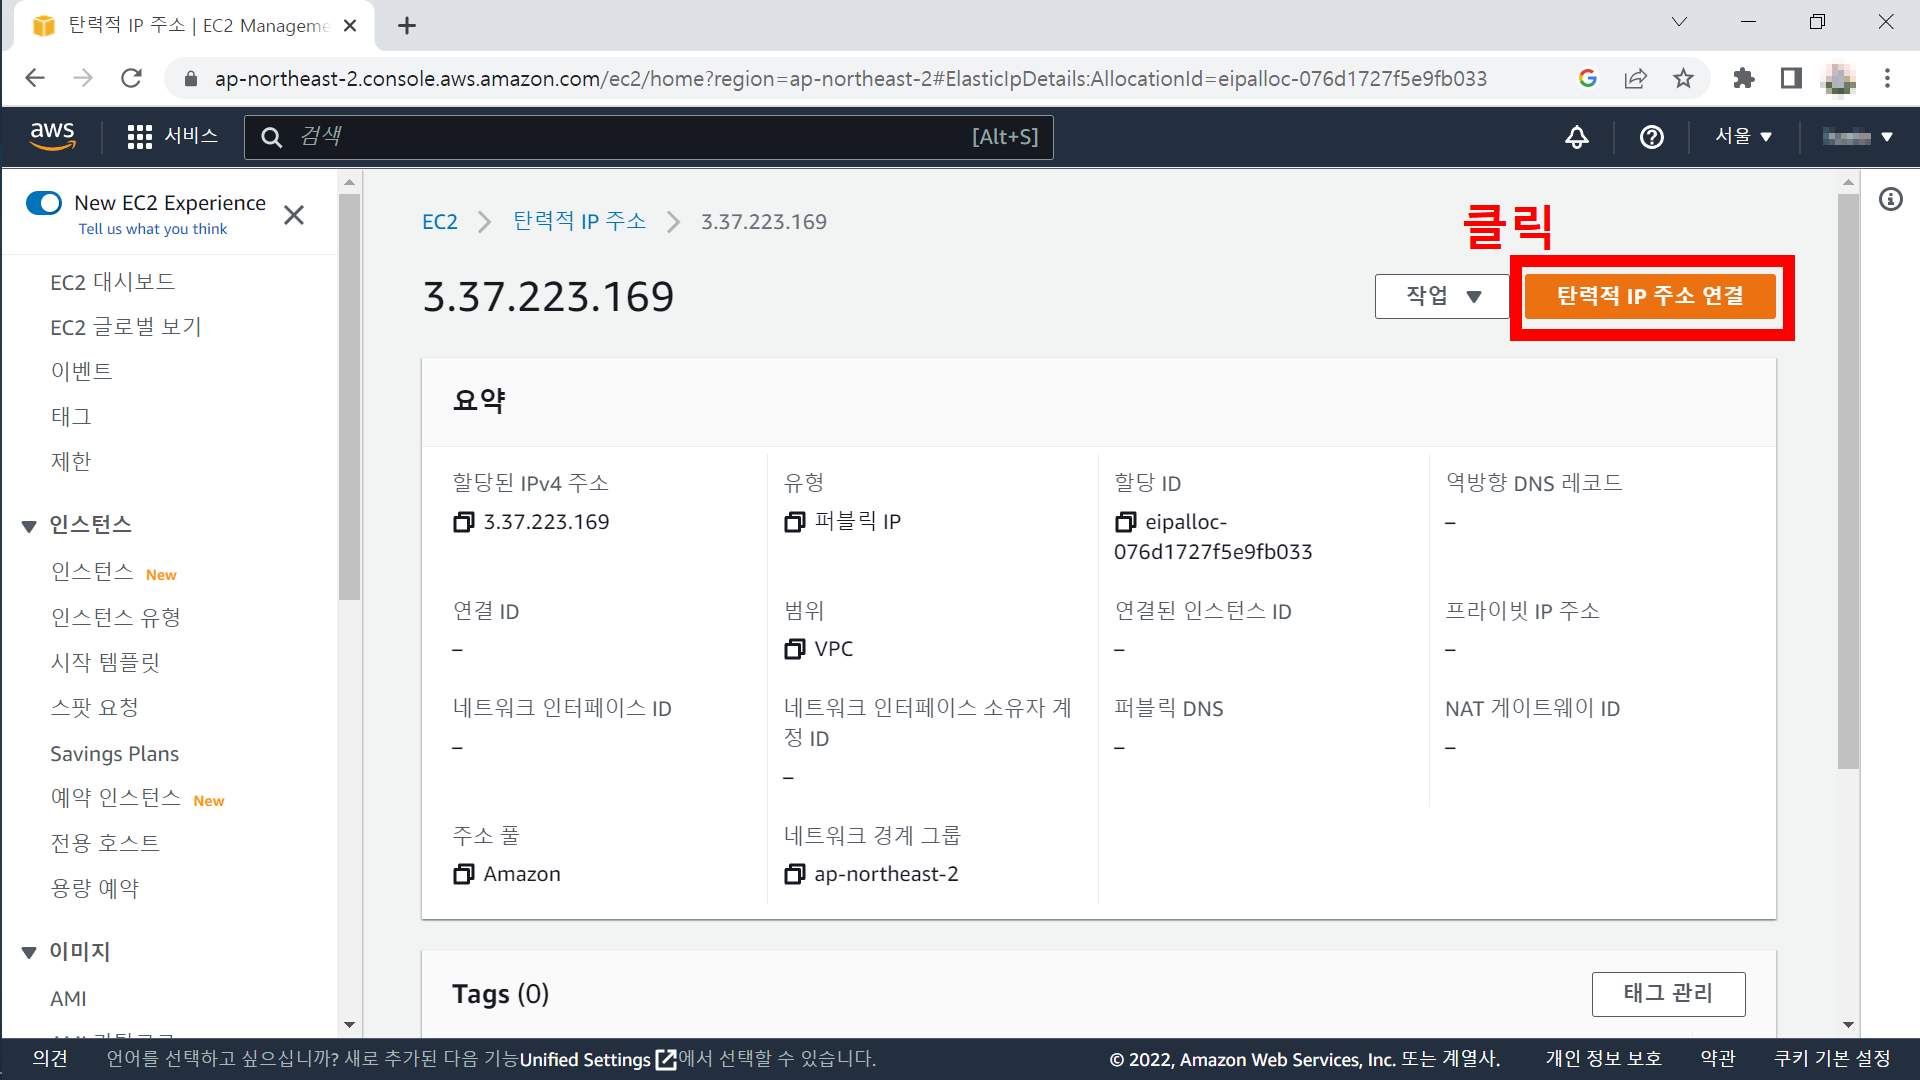 탄력적 IP 주소 | EC2 Manageme
ap-northeast-2.console.aws.amazon.com/ec2/home?region=ap-northeast-2#ElasticIpDetails:AllocationId=eipalloc-076d1727f5e9fb033
aws
서비스
검색
[Alt+S]
서울
New EC2 Experience
Tell us what you think
EC2 대시보드
EC2 글로벌 보기
이벤트
태그
제한
인스턴스
인스턴스 New
인스턴스 유형
시작 템플릿
스팟 요청
Savings Plans
예약 인스턴스 New
전용 호스트
용량 예약
이미지
AMI
EC2 > 탄력적 IP 주소 > 3.37.223.169
클릭
3.37.223.169
작업
탄력적 IP 주소 연결
요약
할당된 IPv4 주소
3.37.223.169
유형
퍼블릭 IP
할당 ID
eipalloc-
076d1727f5e9fb033
역방향 DNS 레코드
–
연결 ID
–
범위
VPC
연결된 인스턴스 ID
–
프라이빗 IP 주소
–
네트워크 인터페이스 ID
–
네트워크 인터페이스 소유자 계
정 ID
–
퍼블릭 DNS
–
NAT 게이트웨이 ID
–
주소 풀
Amazon
네트워크 경계 그룹
ap-northeast-2
Tags (0)
태그 관리
의견
언어를 선택하고 싶으십니까? 새로 추가된 다음 기능Unified Settings에서 선택할 수 있습니다.
© 2022, Amazon Web Services, Inc. 또는 계열사.
개인 정보 보호
약관
쿠키 기본 설정